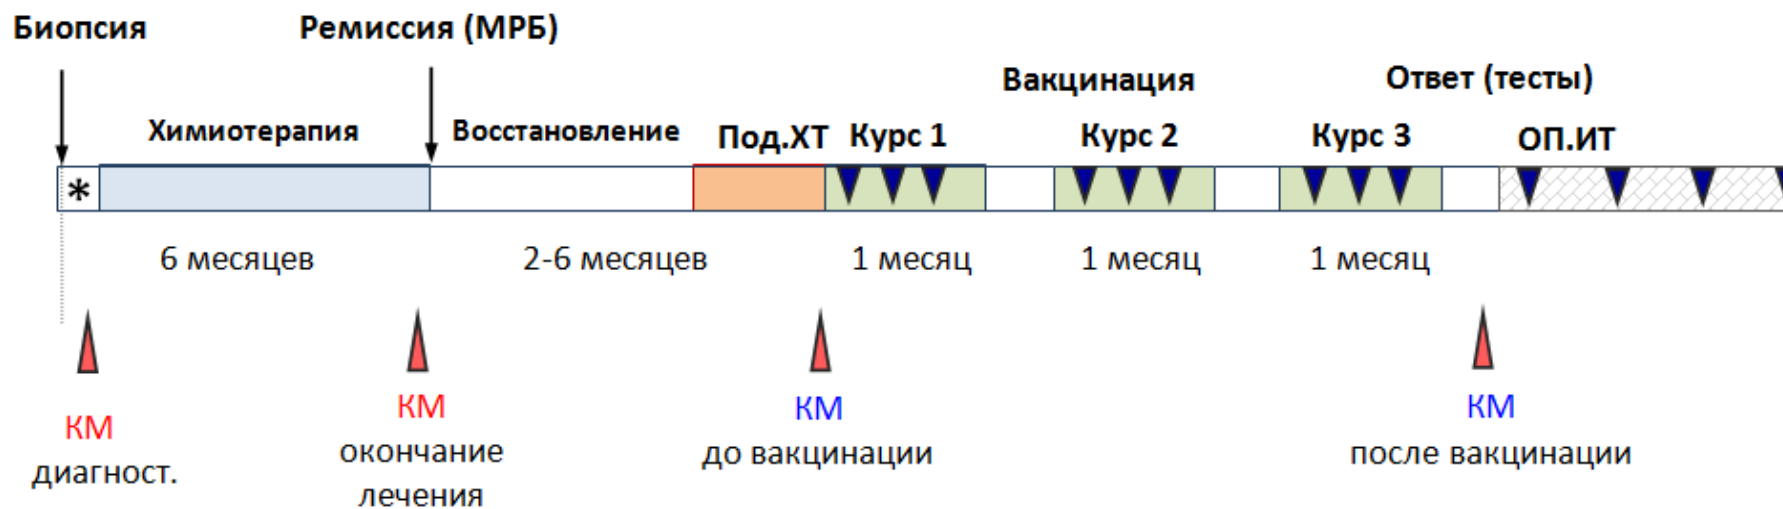 Биопсия
Ремиссия (МРБ)
Вакцинация
Ответ (тесты)
Химиотерапия
Восстановление
Под.ХТ
Курс 1
Курс 2
Курс 3
ОП.ИТ
*
6 месяцев
2-6 месяцев
1 месяц
1 месяц
1 месяц
КМ
диагност.
КМ
окончание
лечения
КМ
до вакцинации
КМ
после вакцинации